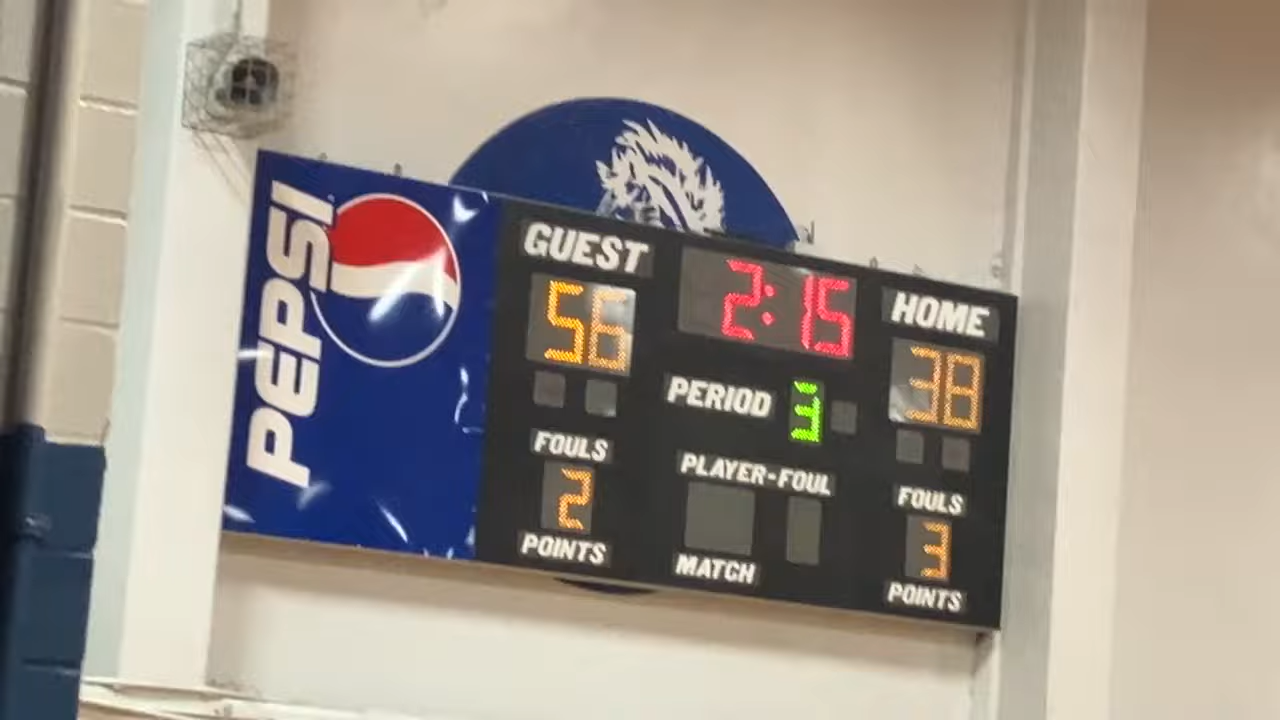 PEPSI
GUEST
56
2:15
HOME
38
PERIOD 3
FOULS
2
POINTS
PLAYER-FOUL
MATCH
FOULS
3
POINTS